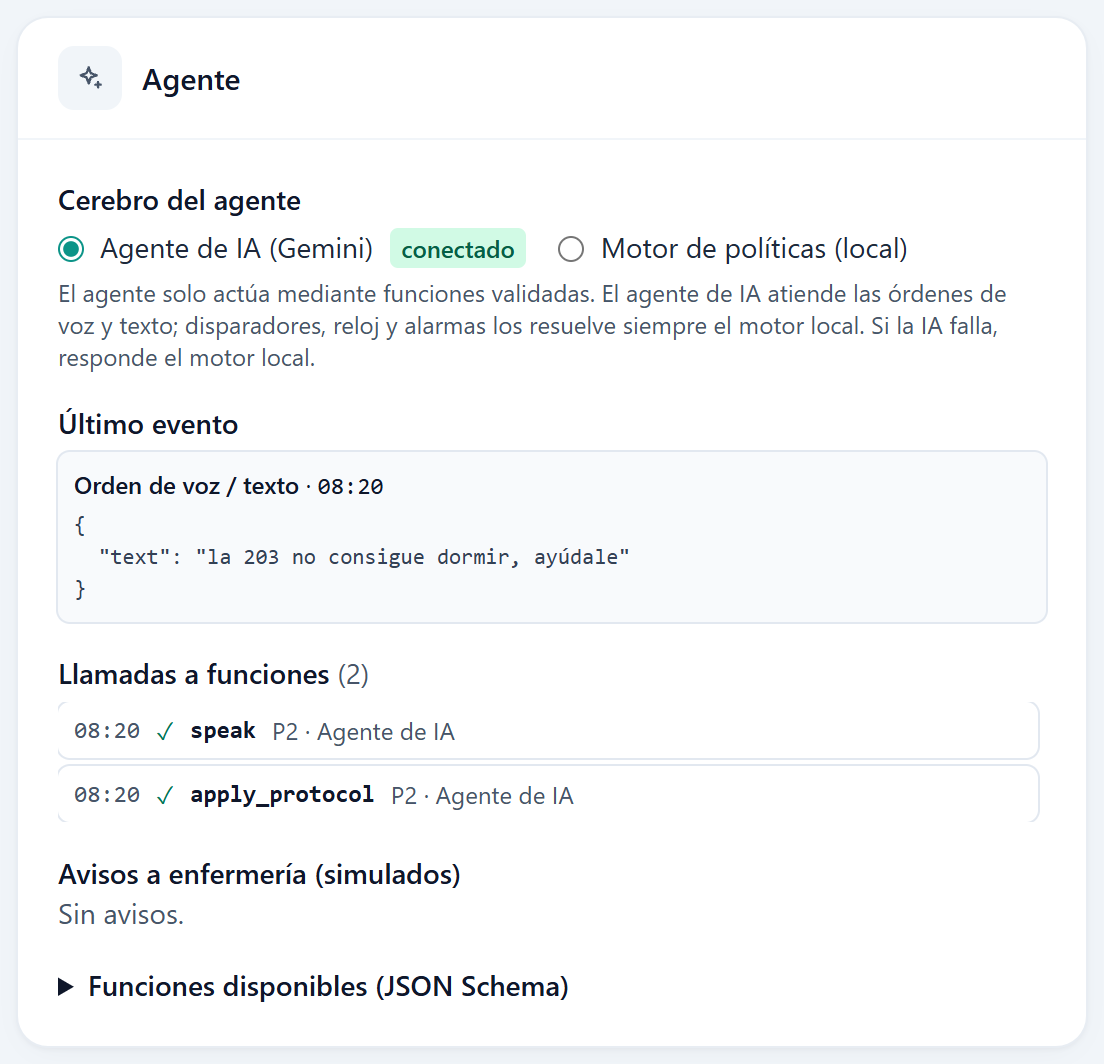 Agente
Cerebro del agente
Agente de IA (Gemini) conectado Motor de políticas (local)
El agente solo actúa mediante funciones validadas. El agente de IA atiende las órdenes de
voz y texto; disparadores, reloj y alarmas los resuelve siempre el motor local. Si la IA falla,
responde el motor local.
Último evento
Orden de voz / texto · 08:20
{
"text": "la 203 no consigue dormir, ayúdale"
}
Llamadas a funciones (2)
08:20 ✓ speak P2 · Agente de IA
08:20 ✓ apply_protocol P2 · Agente de IA
Avisos a enfermería (simulados)
Sin avisos.
▶ Funciones disponibles (JSON Schema)